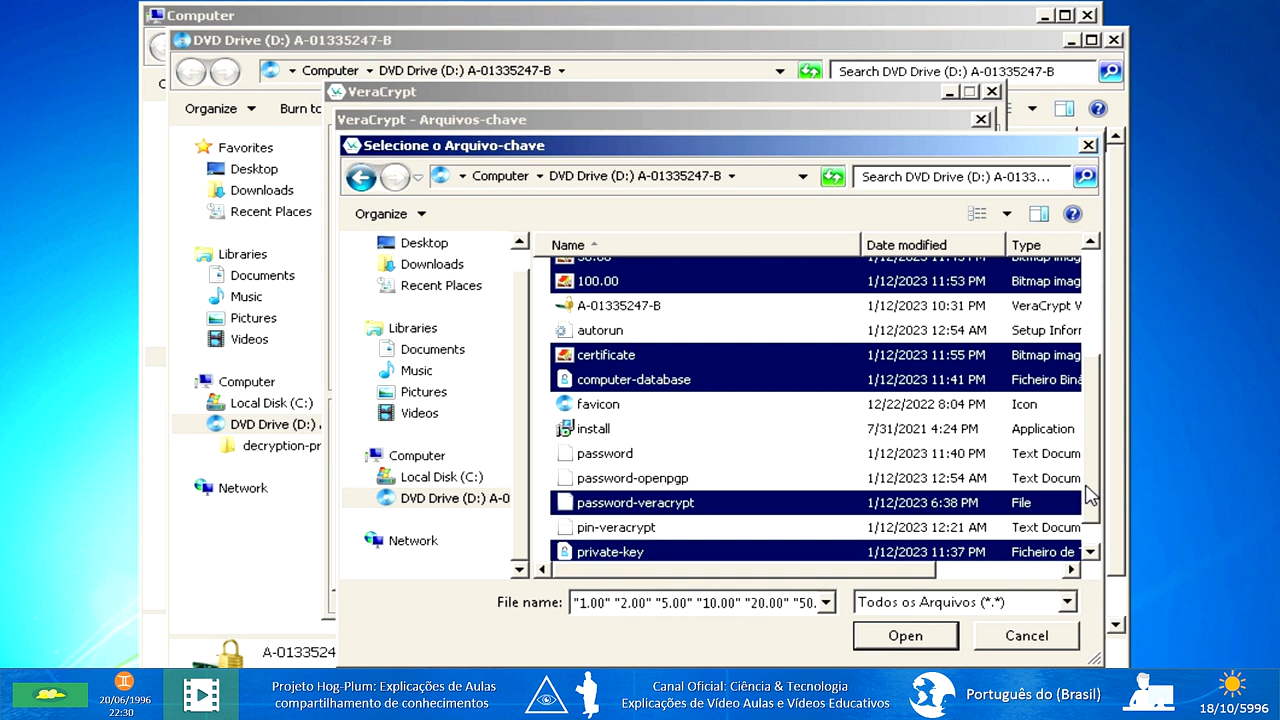 Computer
DVD Drive (D:) A-01335247-B
Computer DVD Drive (D:) A-01335247-B
Search DVD Drive (D:) A-01335247-B
Organize
Burn to
VeraCrypt
VeraCrypt - Arquivos-chave
Selecione o Arquivo-chave
Computer DVD Drive (D:) A-01335247-B
Search DVD Drive (D:) A-0133...
Organize
Favorites
Desktop
Downloads
Recent Places
Libraries
Documents
Music
Pictures
Videos
Computer
Local Disk (C:)
DVD Drive (D:)
decryption-pr
Network
Desktop
Downloads
Recent Places
Libraries
Documents
Music
Pictures
Videos
Computer
Local Disk (C:)
DVD Drive (D:) A-0
Network
Name Date modified Type
100.00 1/12/2023 11:53 PM Bitmap imag
A-01335247-B 1/12/2023 10:31 PM VeraCrypt V
autorun 1/12/2023 12:54 AM Setup Inforr
certificate 1/12/2023 11:55 PM Bitmap imag
computer-database 1/12/2023 11:41 PM Ficheiro Biná
favicon 12/22/2022 8:04 PM Icon
install 7/31/2021 4:24 PM Application
password 1/12/2023 11:40 PM Text Docum
password-openpgp 1/12/2023 12:54 AM Text Docum
password-veracrypt 1/12/2023 6:38 PM File
pin-veracrypt 1/12/2023 12:21 AM Text Docum
private-key 1/12/2023 11:37 PM Ficheiro de
File name: "1.00" "2.00" "5.00" "10.00" "20.00" "50.
Todos os Arquivos (*.*)
Open
Cancel
A-0133524
20/06/1996
22:30
Projeto Hog-Plum: Explicações de Aulas
compartilhamento de conhecimentos
Canal Oficial: Ciência & Tecnologia
Explicações de Vídeo Aulas e Vídeos Educativos
Português do (Brasil)
18/10/5996